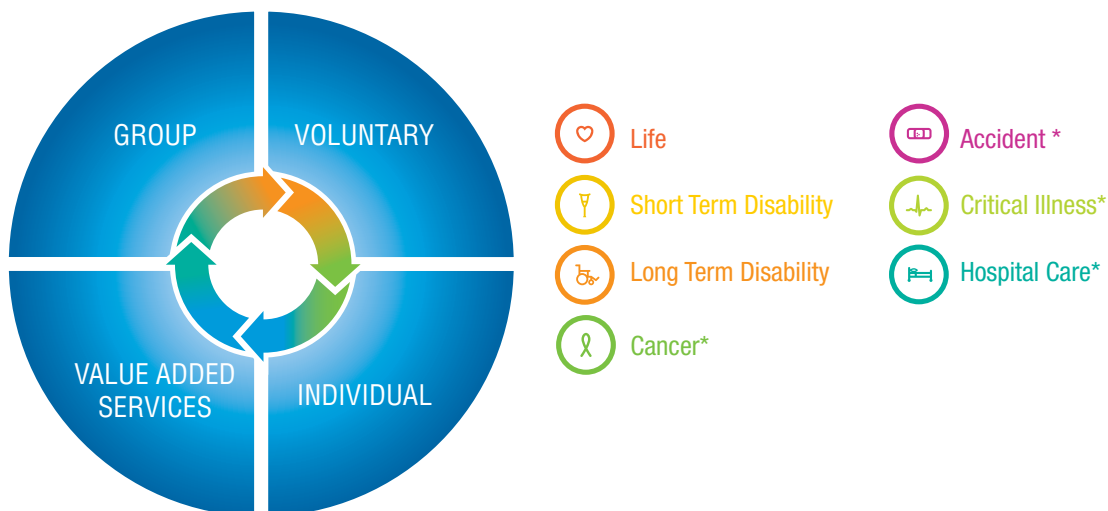 GROUP
VOLUNTARY
VALUE ADDED
SERVICES
INDIVIDUAL
Life
Short Term Disability
Long Term Disability
Cancer*
Accident *
Critical Illness*
Hospital Care*